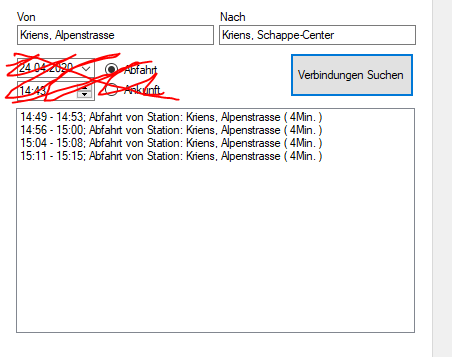 Von Nach
Kriens, Alpenstrasse Kriens, Schappe-Center
24.04.2020 Abfahrt
Verbindungen Suchen
14:43 Ankunft
14:49 - 14:53; Abfahrt von Station: Kriens, Alpenstrasse ( 4Min. )
14:56 - 15:00; Abfahrt von Station: Kriens, Alpenstrasse ( 4Min. )
15:04 - 15:08; Abfahrt von Station: Kriens, Alpenstrasse ( 4Min. )
15:11 - 15:15; Abfahrt von Station: Kriens, Alpenstrasse ( 4Min. )